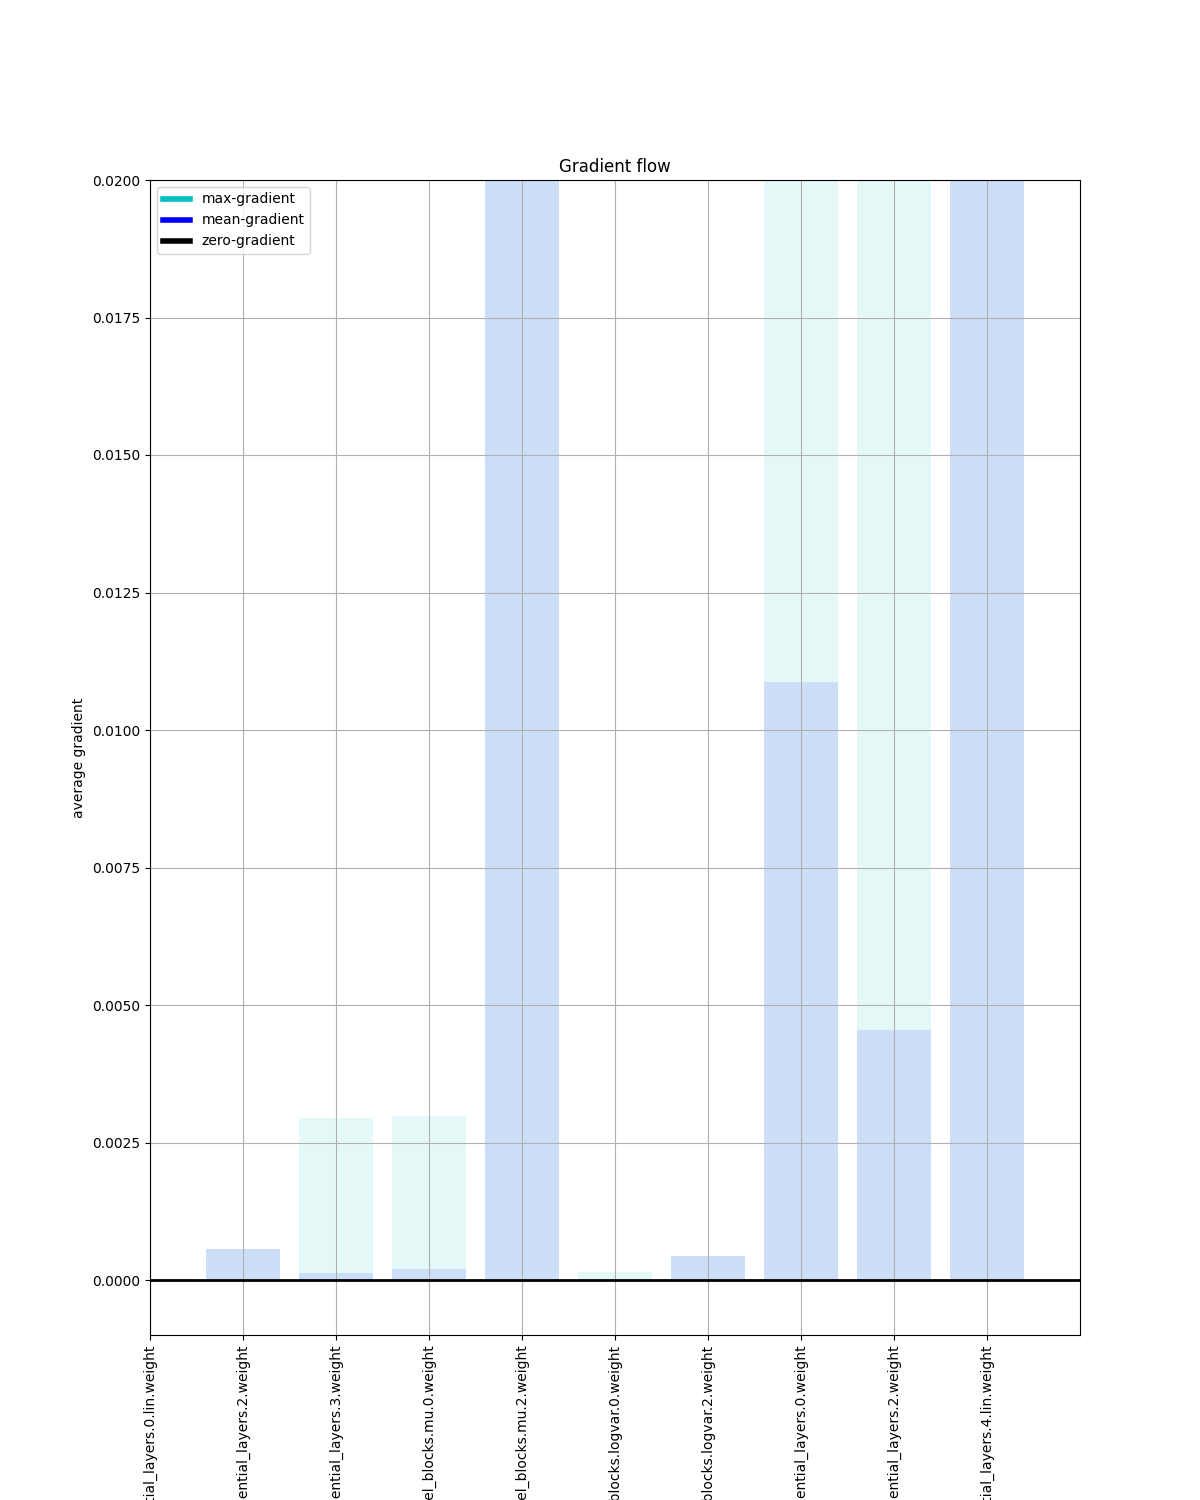 Gradient flow
max-gradient
mean-gradient
zero-gradient
0.0200
0.0175
0.0150
0.0125
0.0100
0.0075
0.0050
0.0025
0.0000
average gradient
tial_layers.0.lin.weight
ential_layers.2.weight
ential_layers.3.weight
el_blocks.mu.0.weight
el_blocks.mu.2.weight
blocks.logvar.0.weight
blocks.logvar.2.weight
ential_layers.0.weight
ential_layers.2.weight
tial_layers.4.lin.weight